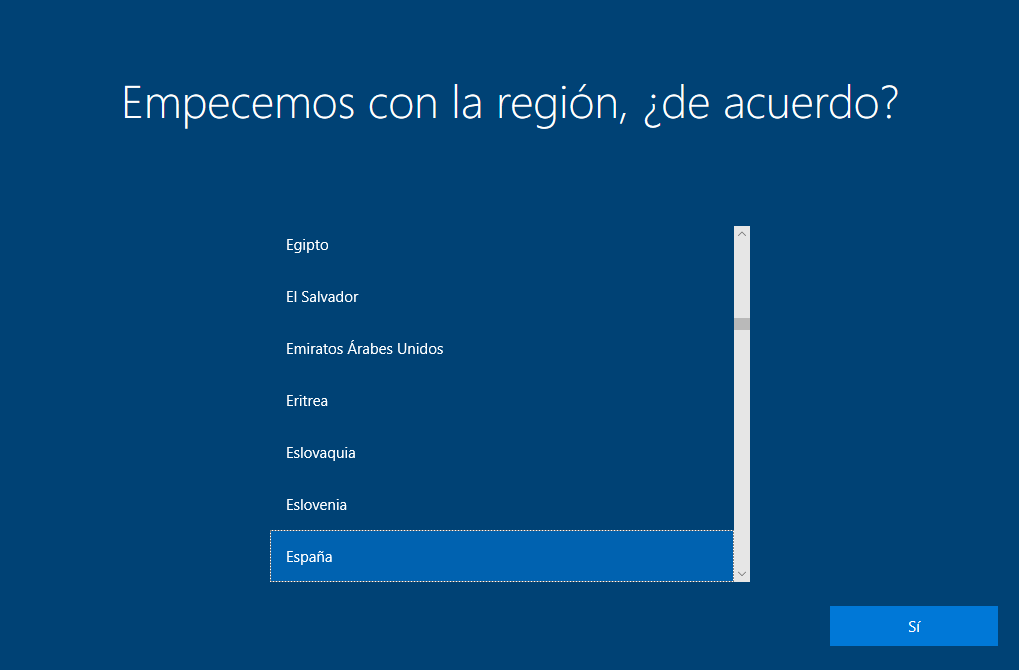 Empecemos con la región, ¿de acuerdo?
Egipto
El Salvador
Emiratos Árabes Unidos
Eritrea
Eslovaquia
Eslovenia
España
Sí